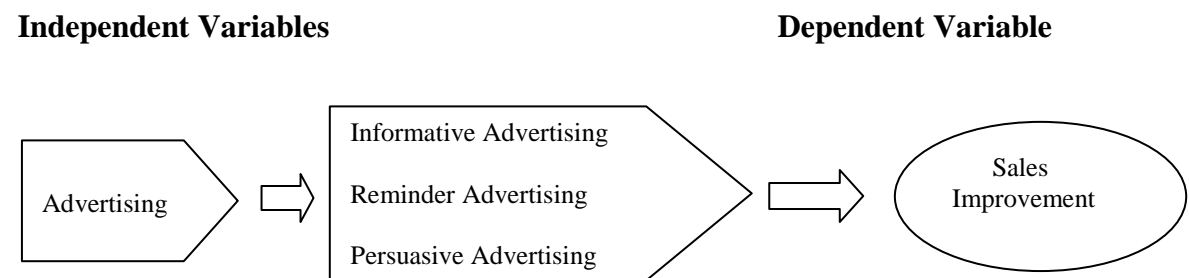 Independent Variables
Dependent Variable
Advertising
Informative Advertising
Reminder Advertising
Persuasive Advertising
Sales
Improvement